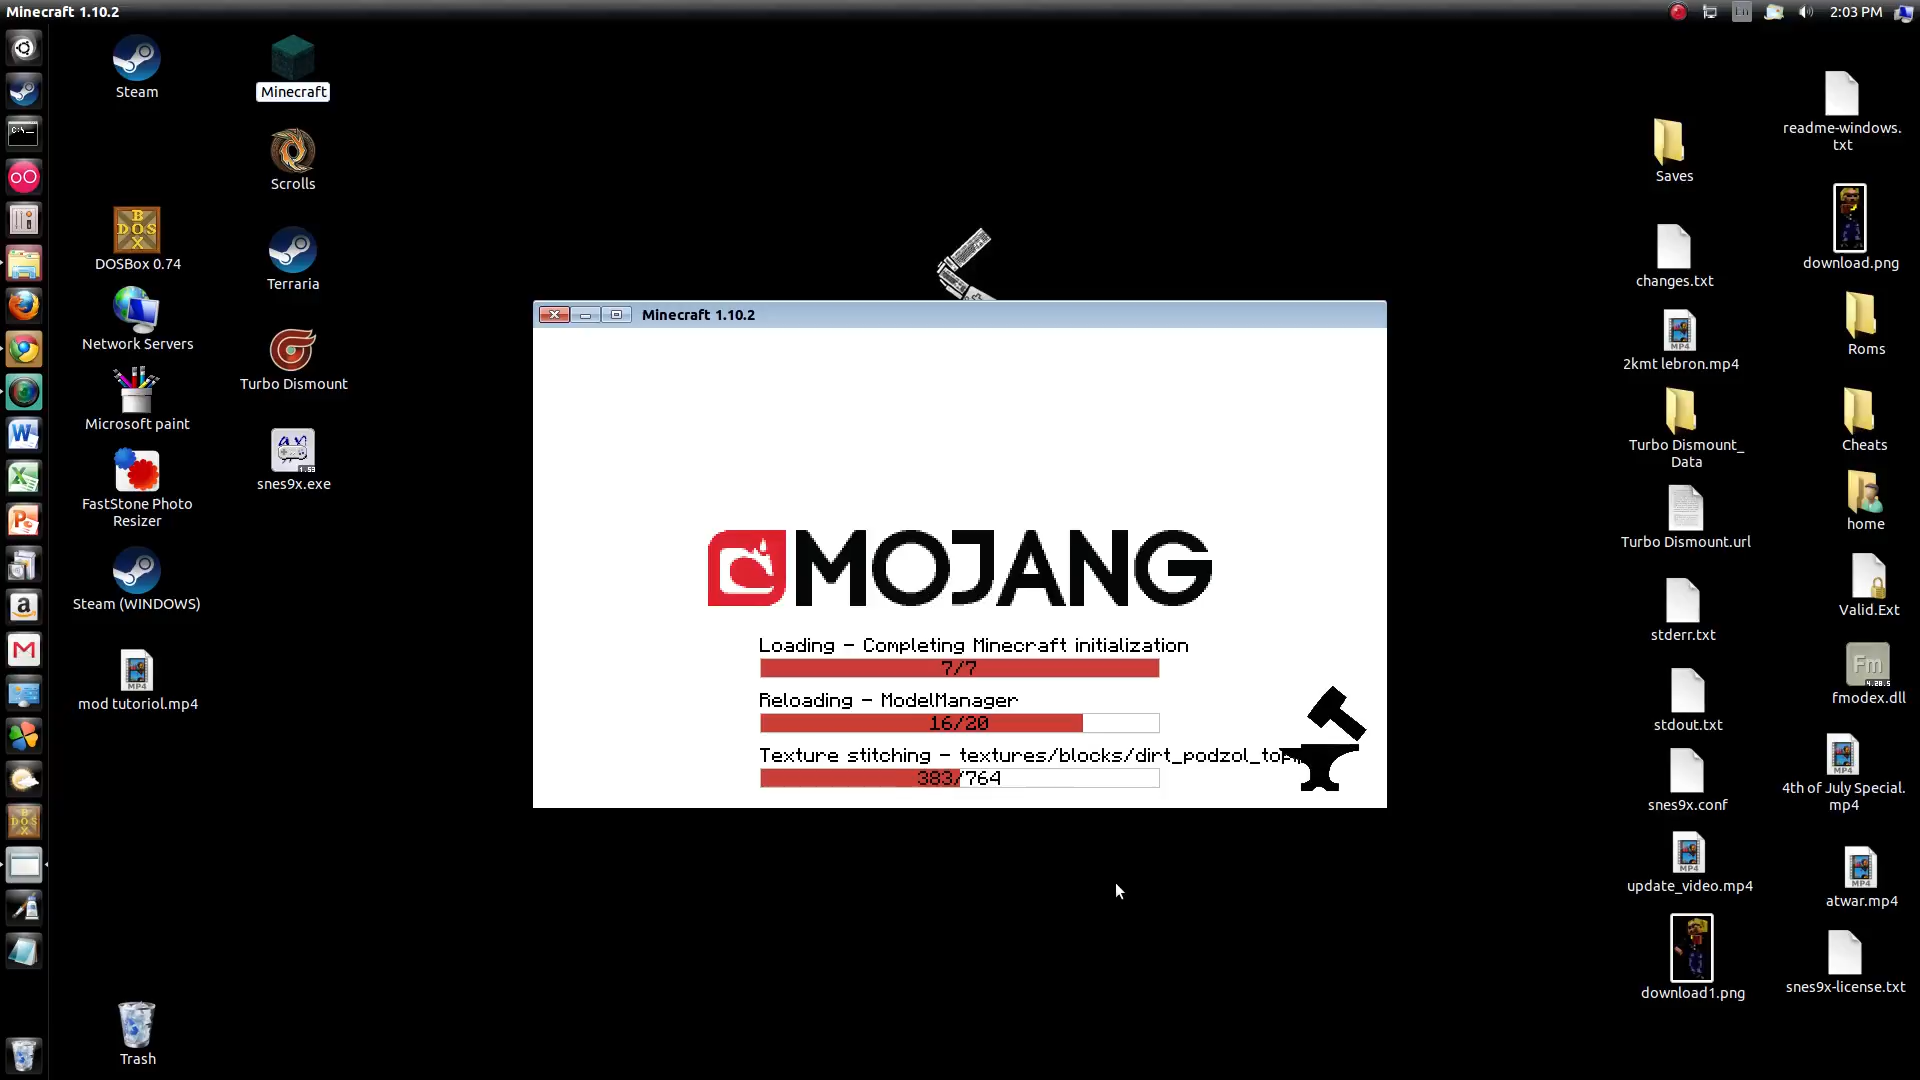 Minecraft 1.10.2
2:03 PM
Steam
Minecraft
Scrolls
DOSBox 0.74
Terraria
Network Servers
Turbo Dismount
Microsoft paint
snes9x.exe
FastStone Photo
Resizer
Steam (WINDOWS)
mod tutoriol.mp4
Trash
Minecraft 1.10.2
MOJANG
Loading - Completing Minecraft initialization
7/7
Reloading - ModelManager
16/20
Texture stitching - textures/blocks/dirt_podzol_top
383/764
Saves
changes.txt
2kmt lebron.mp4
Turbo Dismount_
Data
Turbo Dismount.url
stderr.txt
stdout.txt
snes9x.conf
update_video.mp4
download1.png
readme-windows.
txt
download.png
Roms
Cheats
home
Valid.Ext
Fm
4.28.5
fmodex.dll
4th of July Special.
mp4
atwar.mp4
snes9x-license.txt